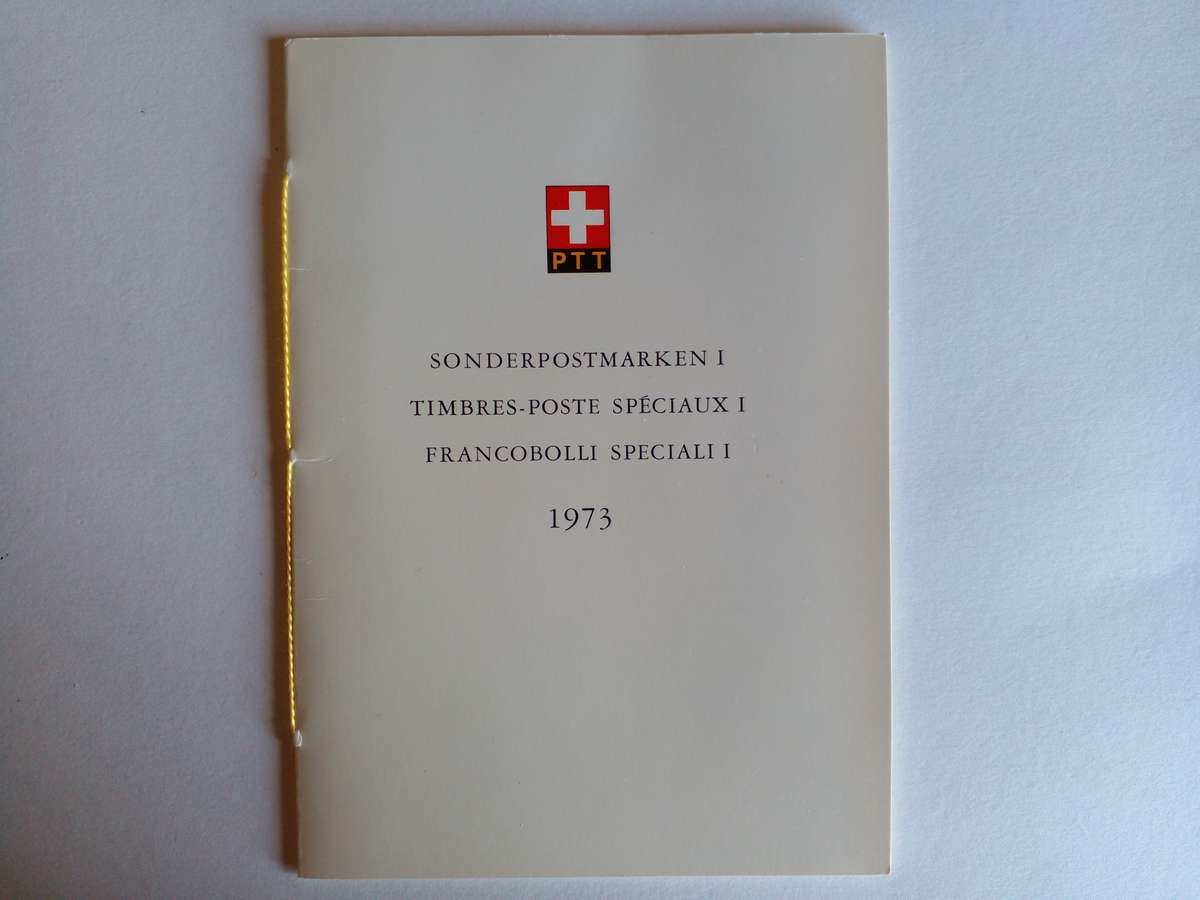 PTT
SONDERPOSTMARKEN I
TIMBRES-POSTE SPÉCIAUX I
FRANCOBOLLI SPECIALI I
1973